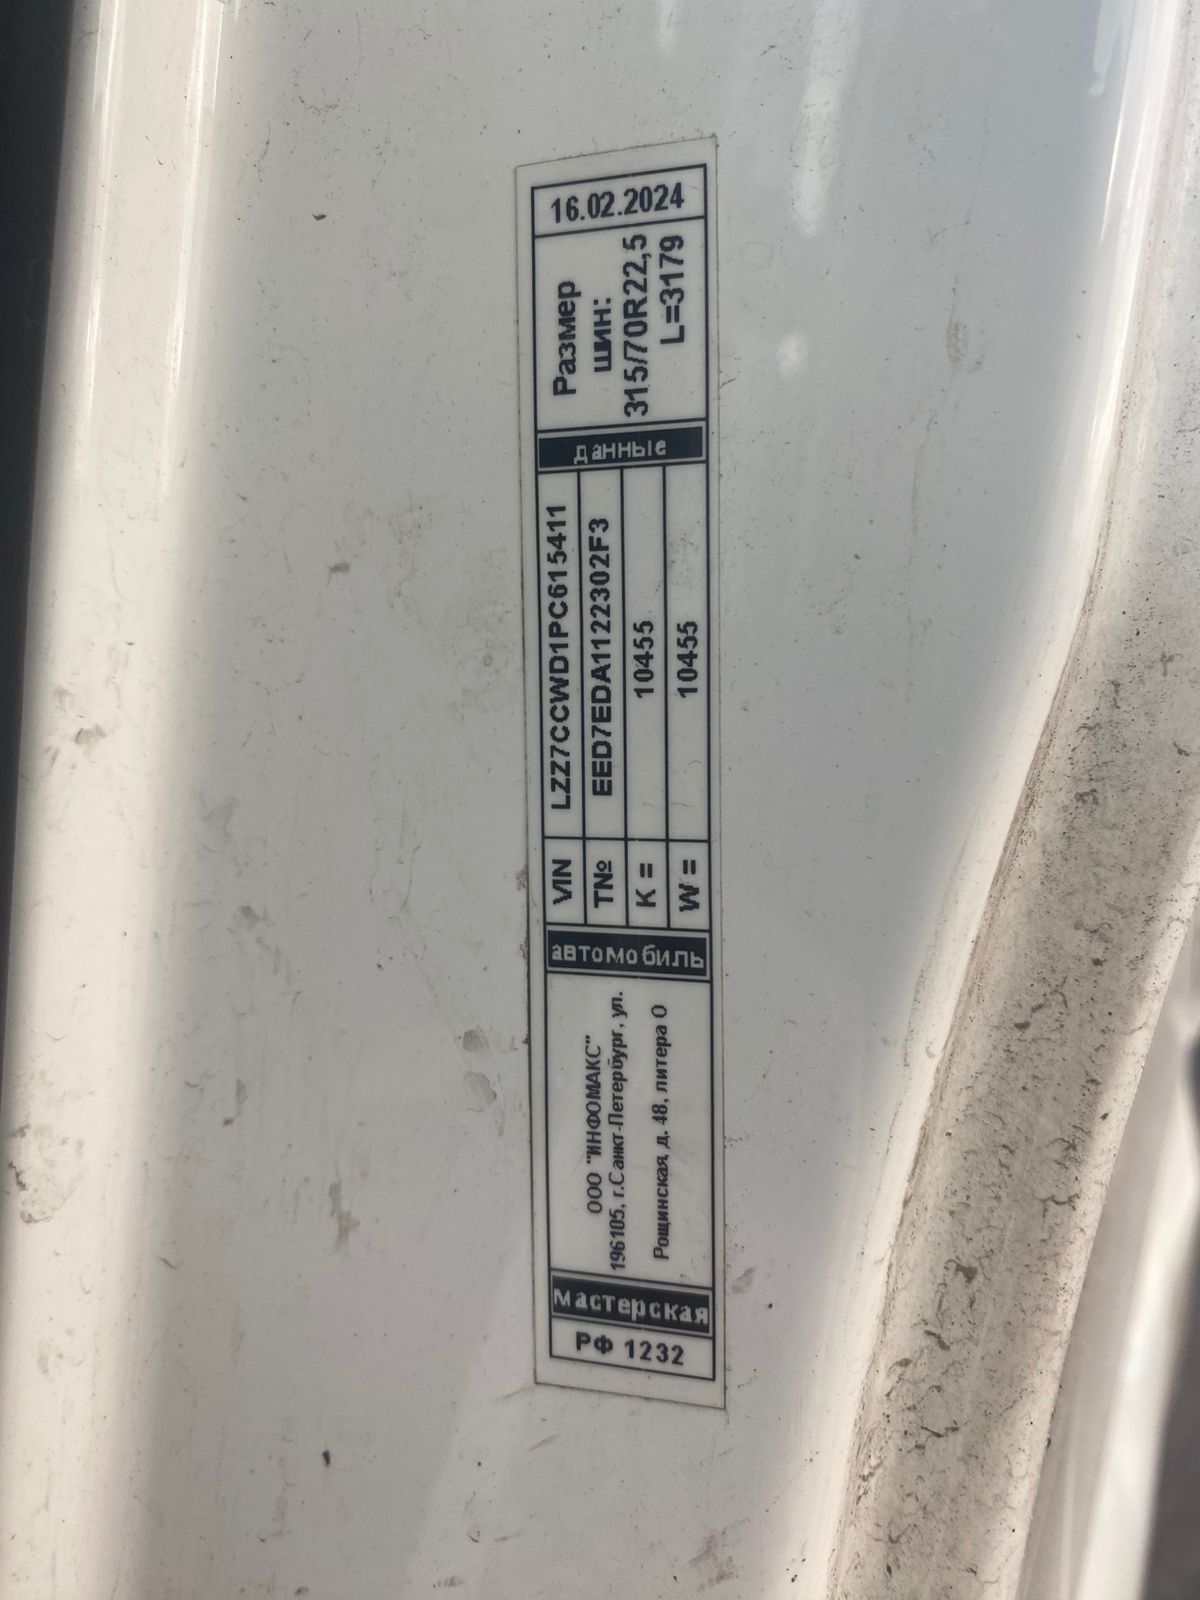 РФ 1232
мастерская
ООО "ИНФОМАКС"
196105, г.Санкт-Петербург, ул.
Рощинская, д. 48, литера О
автомобиль
VIN LZZ7CCWD1PC615411
TN№ EED7EDA1122302F3
K = 10455
W = 10455
данные
Размер
шин:
315/70R22,5
L=3179
16.02.2024